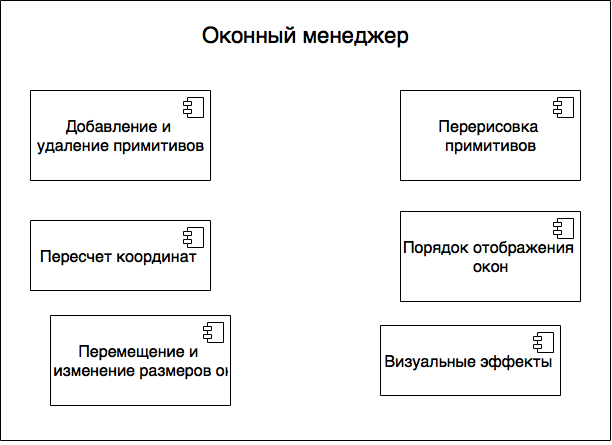 Оконный менеджер
Добавление и
удаление примитивов
Перерисовка
примитивов
Пересчет координат
Порядок отображения
окон
Перемещение и
изменение размеров
Визуальные эффекты